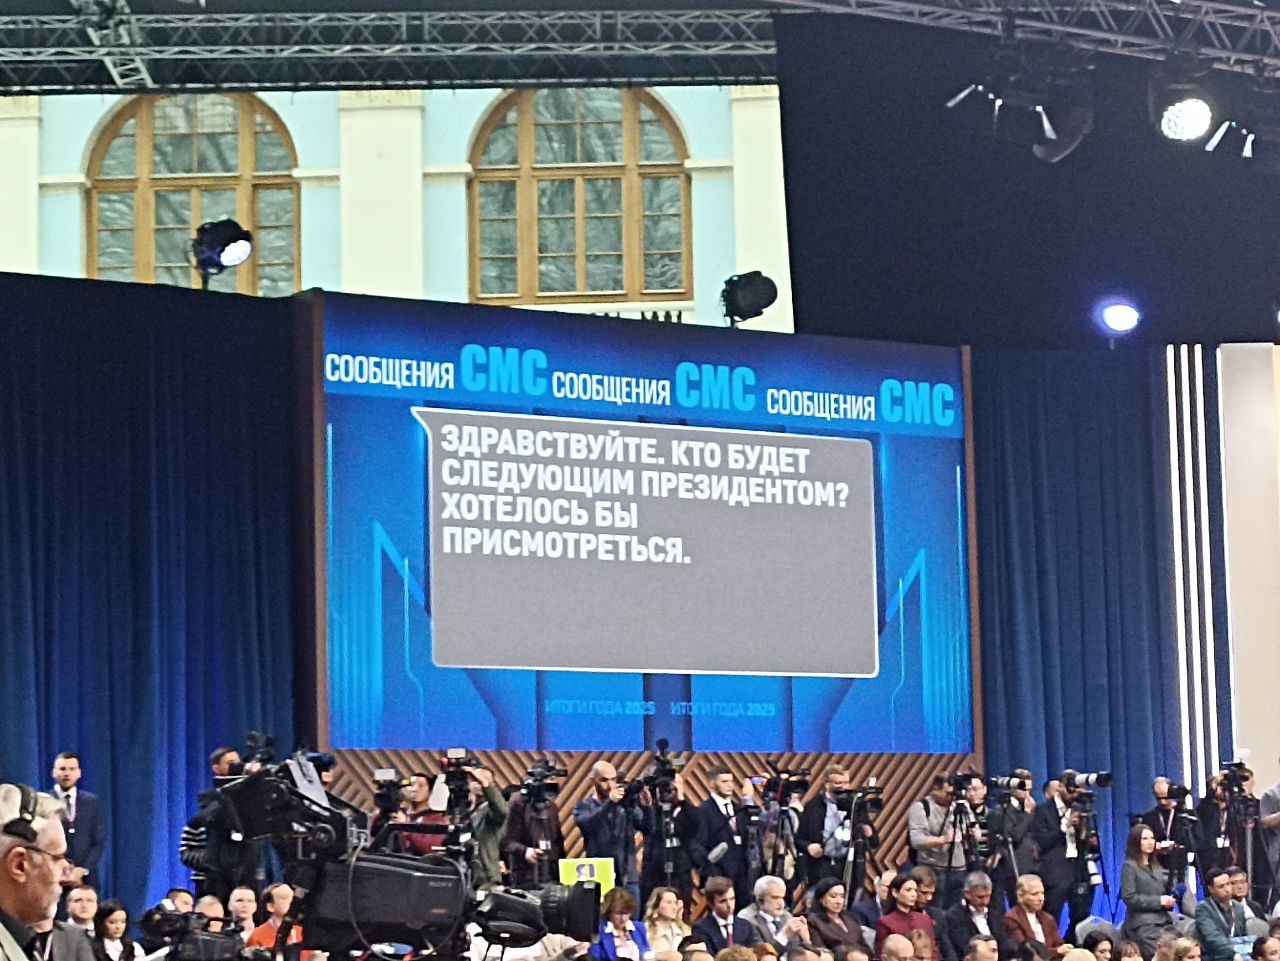 СООБЩЕНИЯ СМС СООБЩЕНИЯ СМС СООБЩЕНИЯ СМС
ЗДРАВСТВУЙТЕ. КТО БУДЕТ
СЛЕДУЮЩИМ ПРЕЗИДЕНТОМ?
ХОТЕЛОСЬ БЫ
ПРИСМОТРЕТЬСЯ.
ИТОГИ ГОДА 2025 ИТОГИ ГОДА 2025
SONY
Я